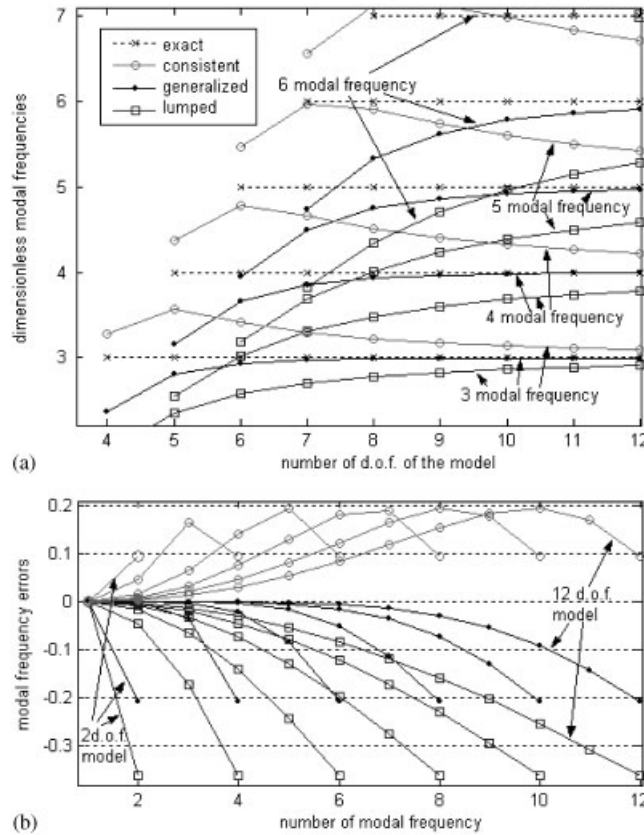 7
6
5
4
3
dimensionless modal frequencies
exact
consistent
generalized
lumped
6 modal frequency
5 modal frequency
4 modal frequency
3 modal frequency
4 5 6 7 8 9 10 11 12
number of d.o.f. of the model
(a)
0.2
0.1
0
-0.1
-0.2
-0.3
modal frequency errors
12 d.o.f.
model
2d.o.f.
model
2 4 6 8 10 12
number of modal frequency
(b)